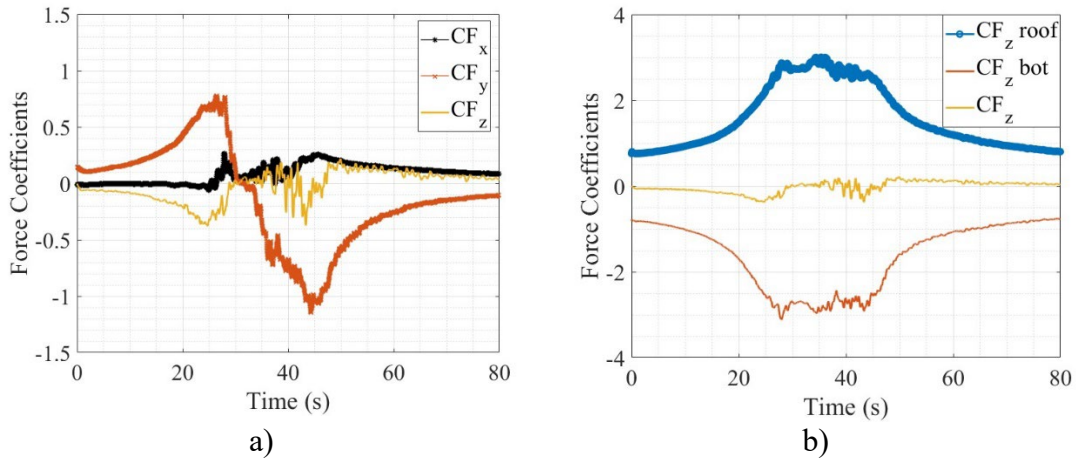 1.5
1
0.5
0
-0.5
-1
-1.5
Force Coefficients
0 20 40 60 80
Time (s)
CFx
CFy
CFz
a)
4
2
0
-2
-4
Force Coefficients
0 20 40 60 80
Time (s)
CFz roof
CFz bot
CFz
b)